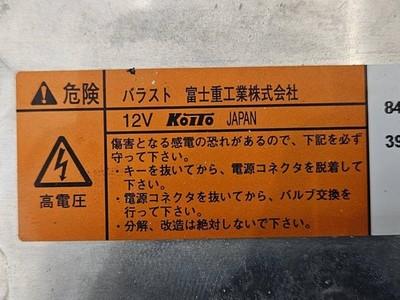 危険
バラスト 富士重工業株式会社
12V KOITO JAPAN
高電圧
傷害となる感電の恐れがあるので、下記を必ず
守って下さい。
・キーを抜いてから、電源コネクタを脱着して
下さい。
・電源コネクタを抜いてから、バルブ交換を
行って下さい。
・分解、改造は絶対しないで下さい。
84
39